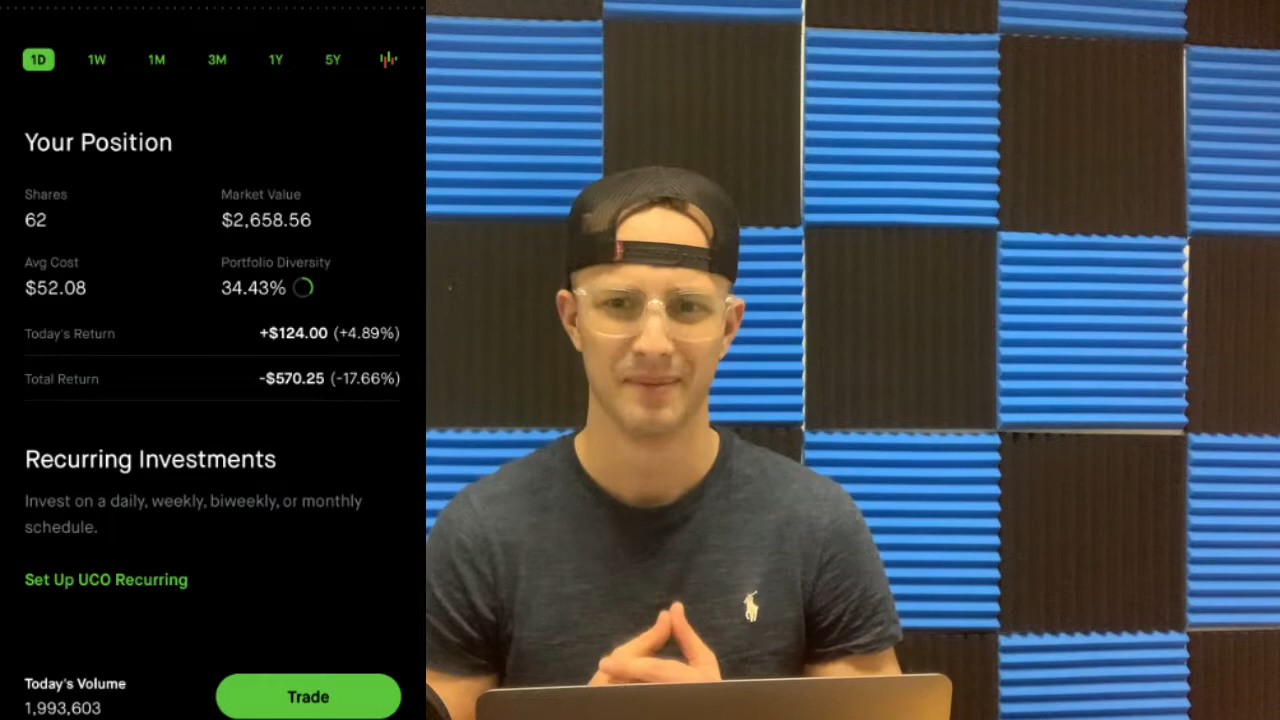 1D 1W 1M 3M 1Y 5Y
Your Position
Shares Market Value
62 $2,658.56
Avg Cost Portfolio Diversity
$52.08 34.43%
Today's Return +$124.00 (+4.89%)
Total Return -$570.25 (-17.66%)
Recurring Investments
Invest on a daily, weekly, biweekly, or monthly
schedule.
Set Up UCO Recurring
Today's Volume
1,993,603
Trade